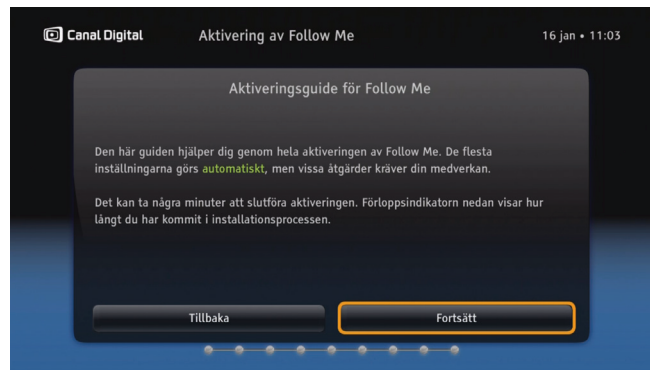 Canal Digital Aktivering av Follow Me 16 jan • 11:03
Aktiveringsguide för Follow Me
Den här guiden hjälper dig genom hela aktiveringen av Follow Me. De flesta
inställningarna görs automatiskt, men vissa åtgärder kräver din medverkan.
Det kan ta några minuter att slutföra aktiveringen. Förloppsindikatorn nedan visar hur
långt du har kommit i installationsprocessen.
Tillbaka Fortsätt